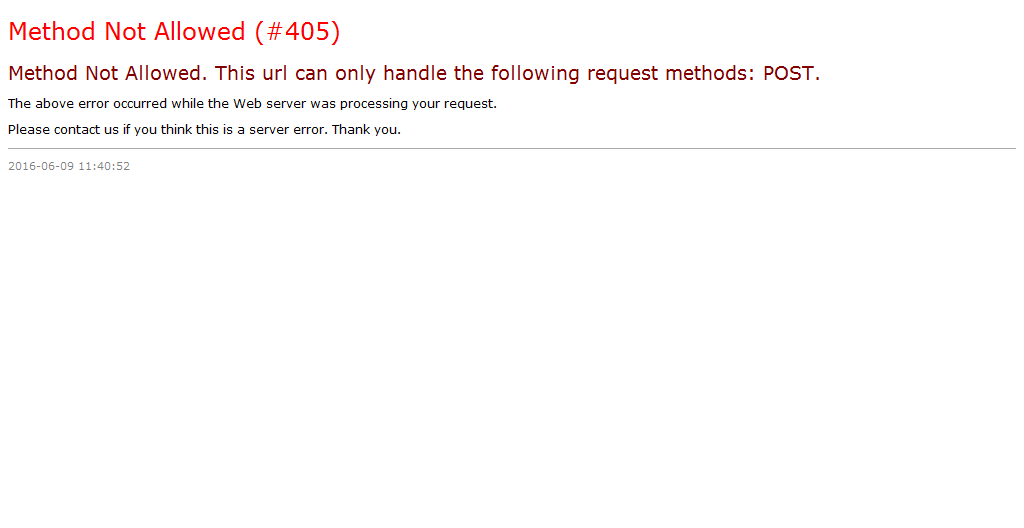 Method Not Allowed (#405)
Method Not Allowed. This url can only handle the following request methods: POST.
The above error occurred while the Web server was processing your request.
Please contact us if you think this is a server error. Thank you.
2016-06-09 11:40:52